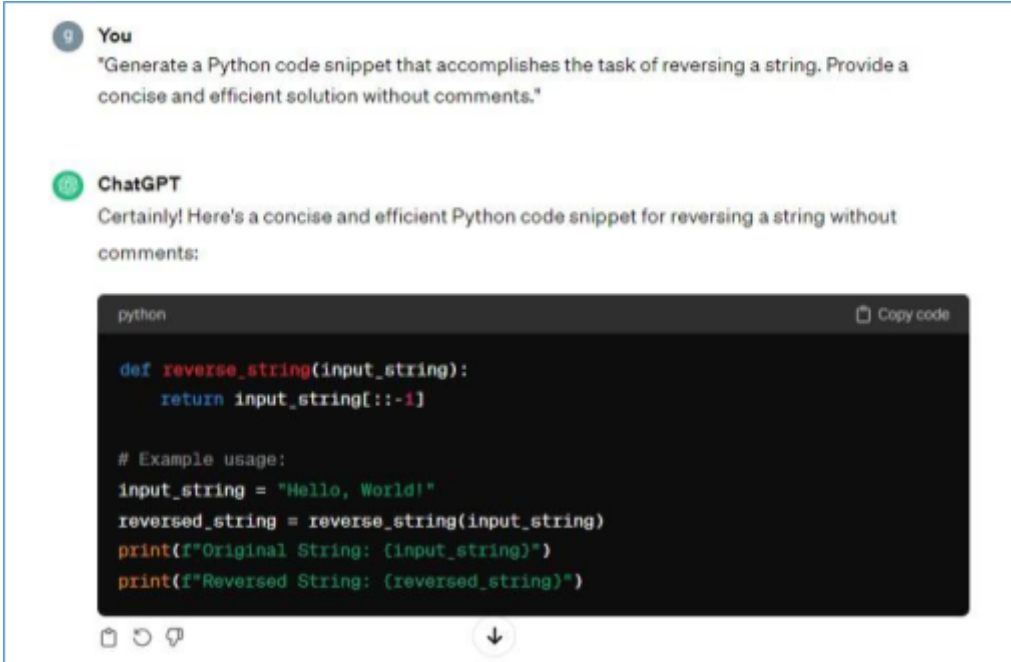 g
You
"Generate a Python code snippet that accomplishes the task of reversing a string. Provide a
concise and efficient solution without comments."
ChatGPT
Certainly! Here's a concise and efficient Python code snippet for reversing a string without
comments:
python
Copy code
def reverse_string(input_string):
    return input_string[::-1]
# Example usage:
input_string = "Hello, World!"
reversed_string = reverse_string(input_string)
print(f"Original String: {input_string}")
print(f"Reversed String: {reversed_string}")